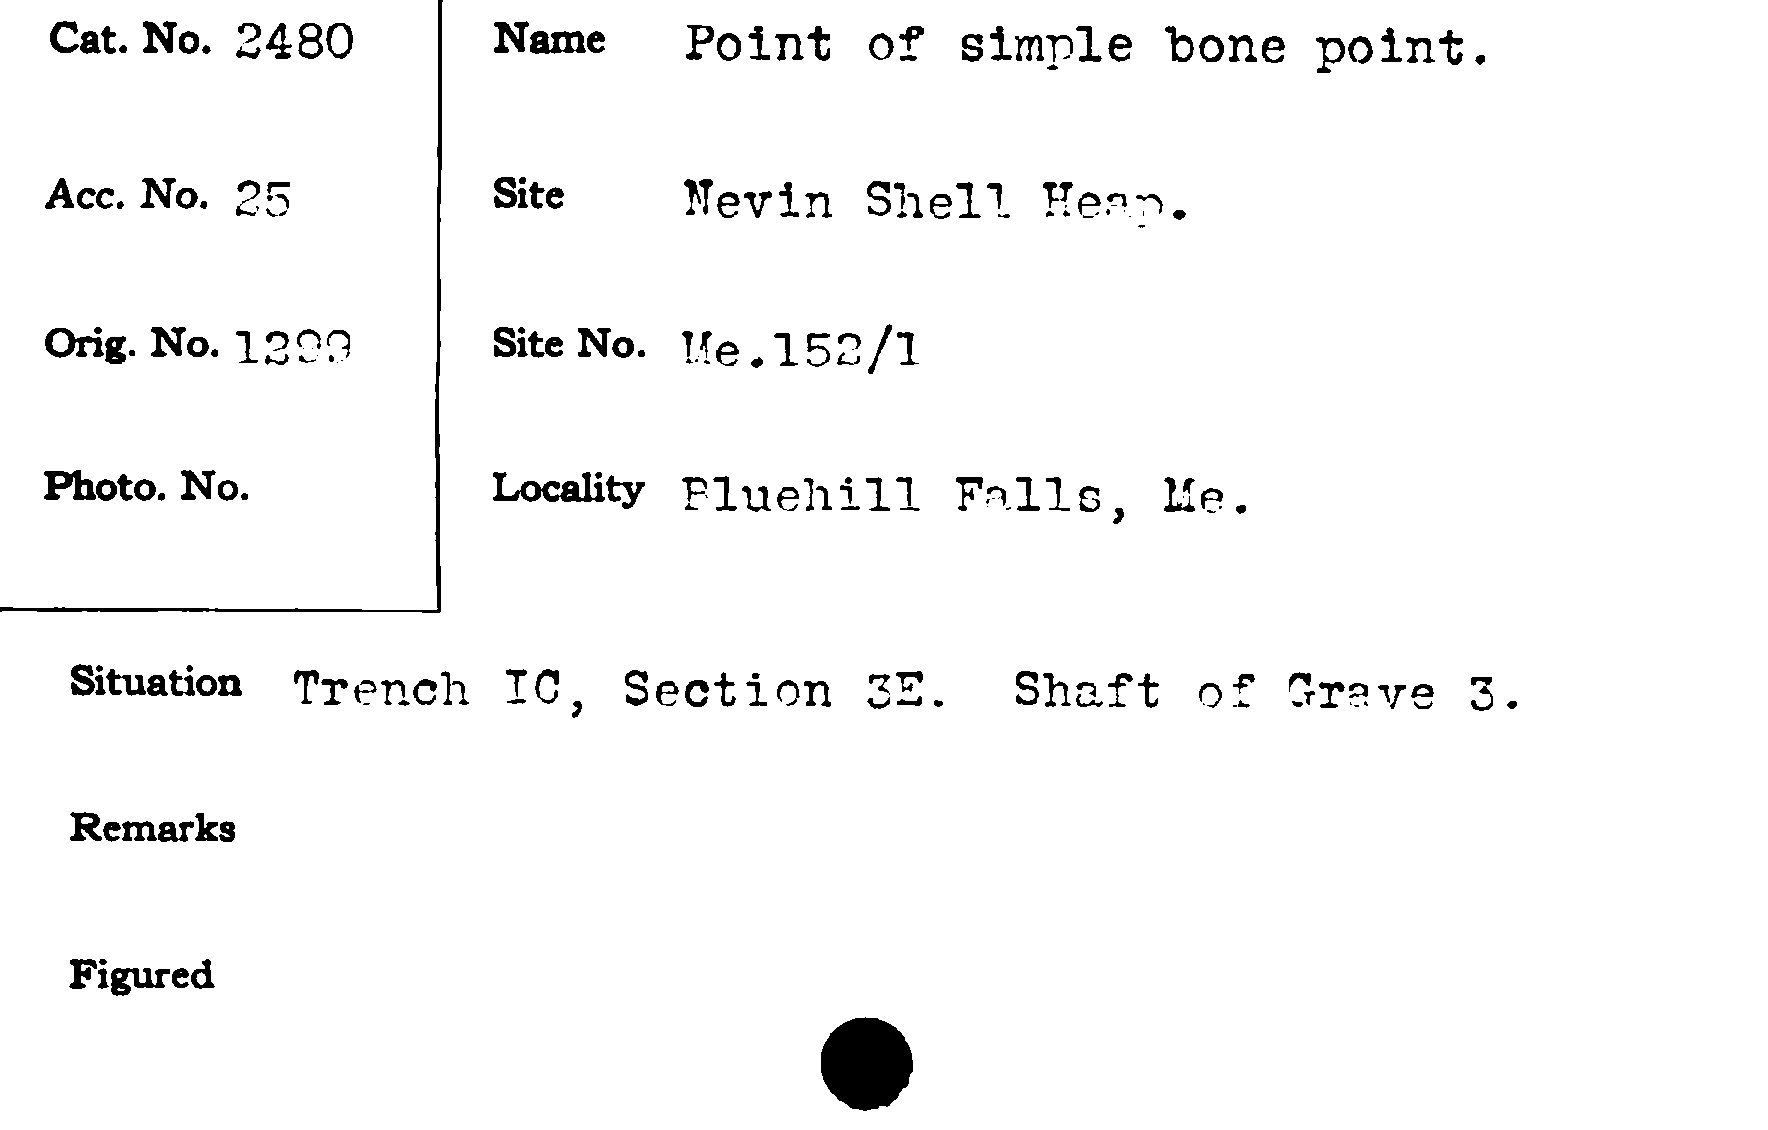 Cat. No. 2480 Name Point of simple bone point.
Acc. No. 25 Site Nevin Shell Heap.
Orig. No. 1299 Site No. Me.152/1
Photo. No. Locality Bluehill Falls, Me.
Situation Trench IC, Section 3E. Shaft of Grave 3.
Remarks
Figured